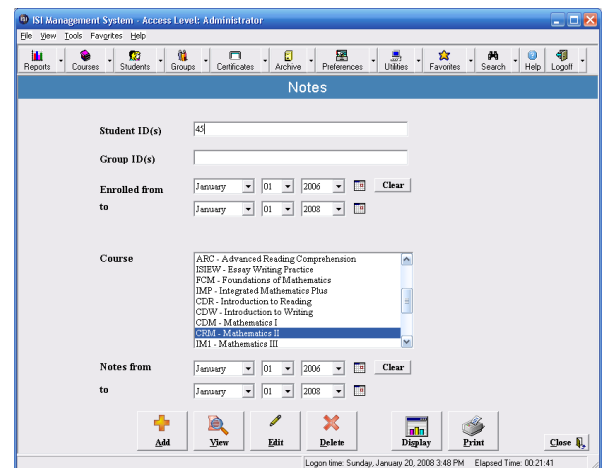 ISI Management System - Access Level: Administrator
File View Tools Favorites Help
Reports Courses Students Groups Certificates Archive Preferences Utilities Favorites Search Help Logoff
Notes
Student ID(s) 45
Group ID(s)
Enrolled from January 01 2006 Clear
to January 01 2008
Course
ARC - Advanced Reading Comprehension
ISIEW - Essay Writing Practice
FCM - Foundations of Mathematics
IMP - Integrated Mathematics Plus
CDR - Introduction to Reading
CDW - Introduction to Writing
CDM - Mathematics I
CRM - Mathematics II
IM1 - Mathematics III
Notes from January 01 2006 Clear
to January 01 2008
Add View Edit Delete Display Print Close
Logon time: Sunday, January 20, 2008 3:48 PM Elapsed Time: 00:21:41